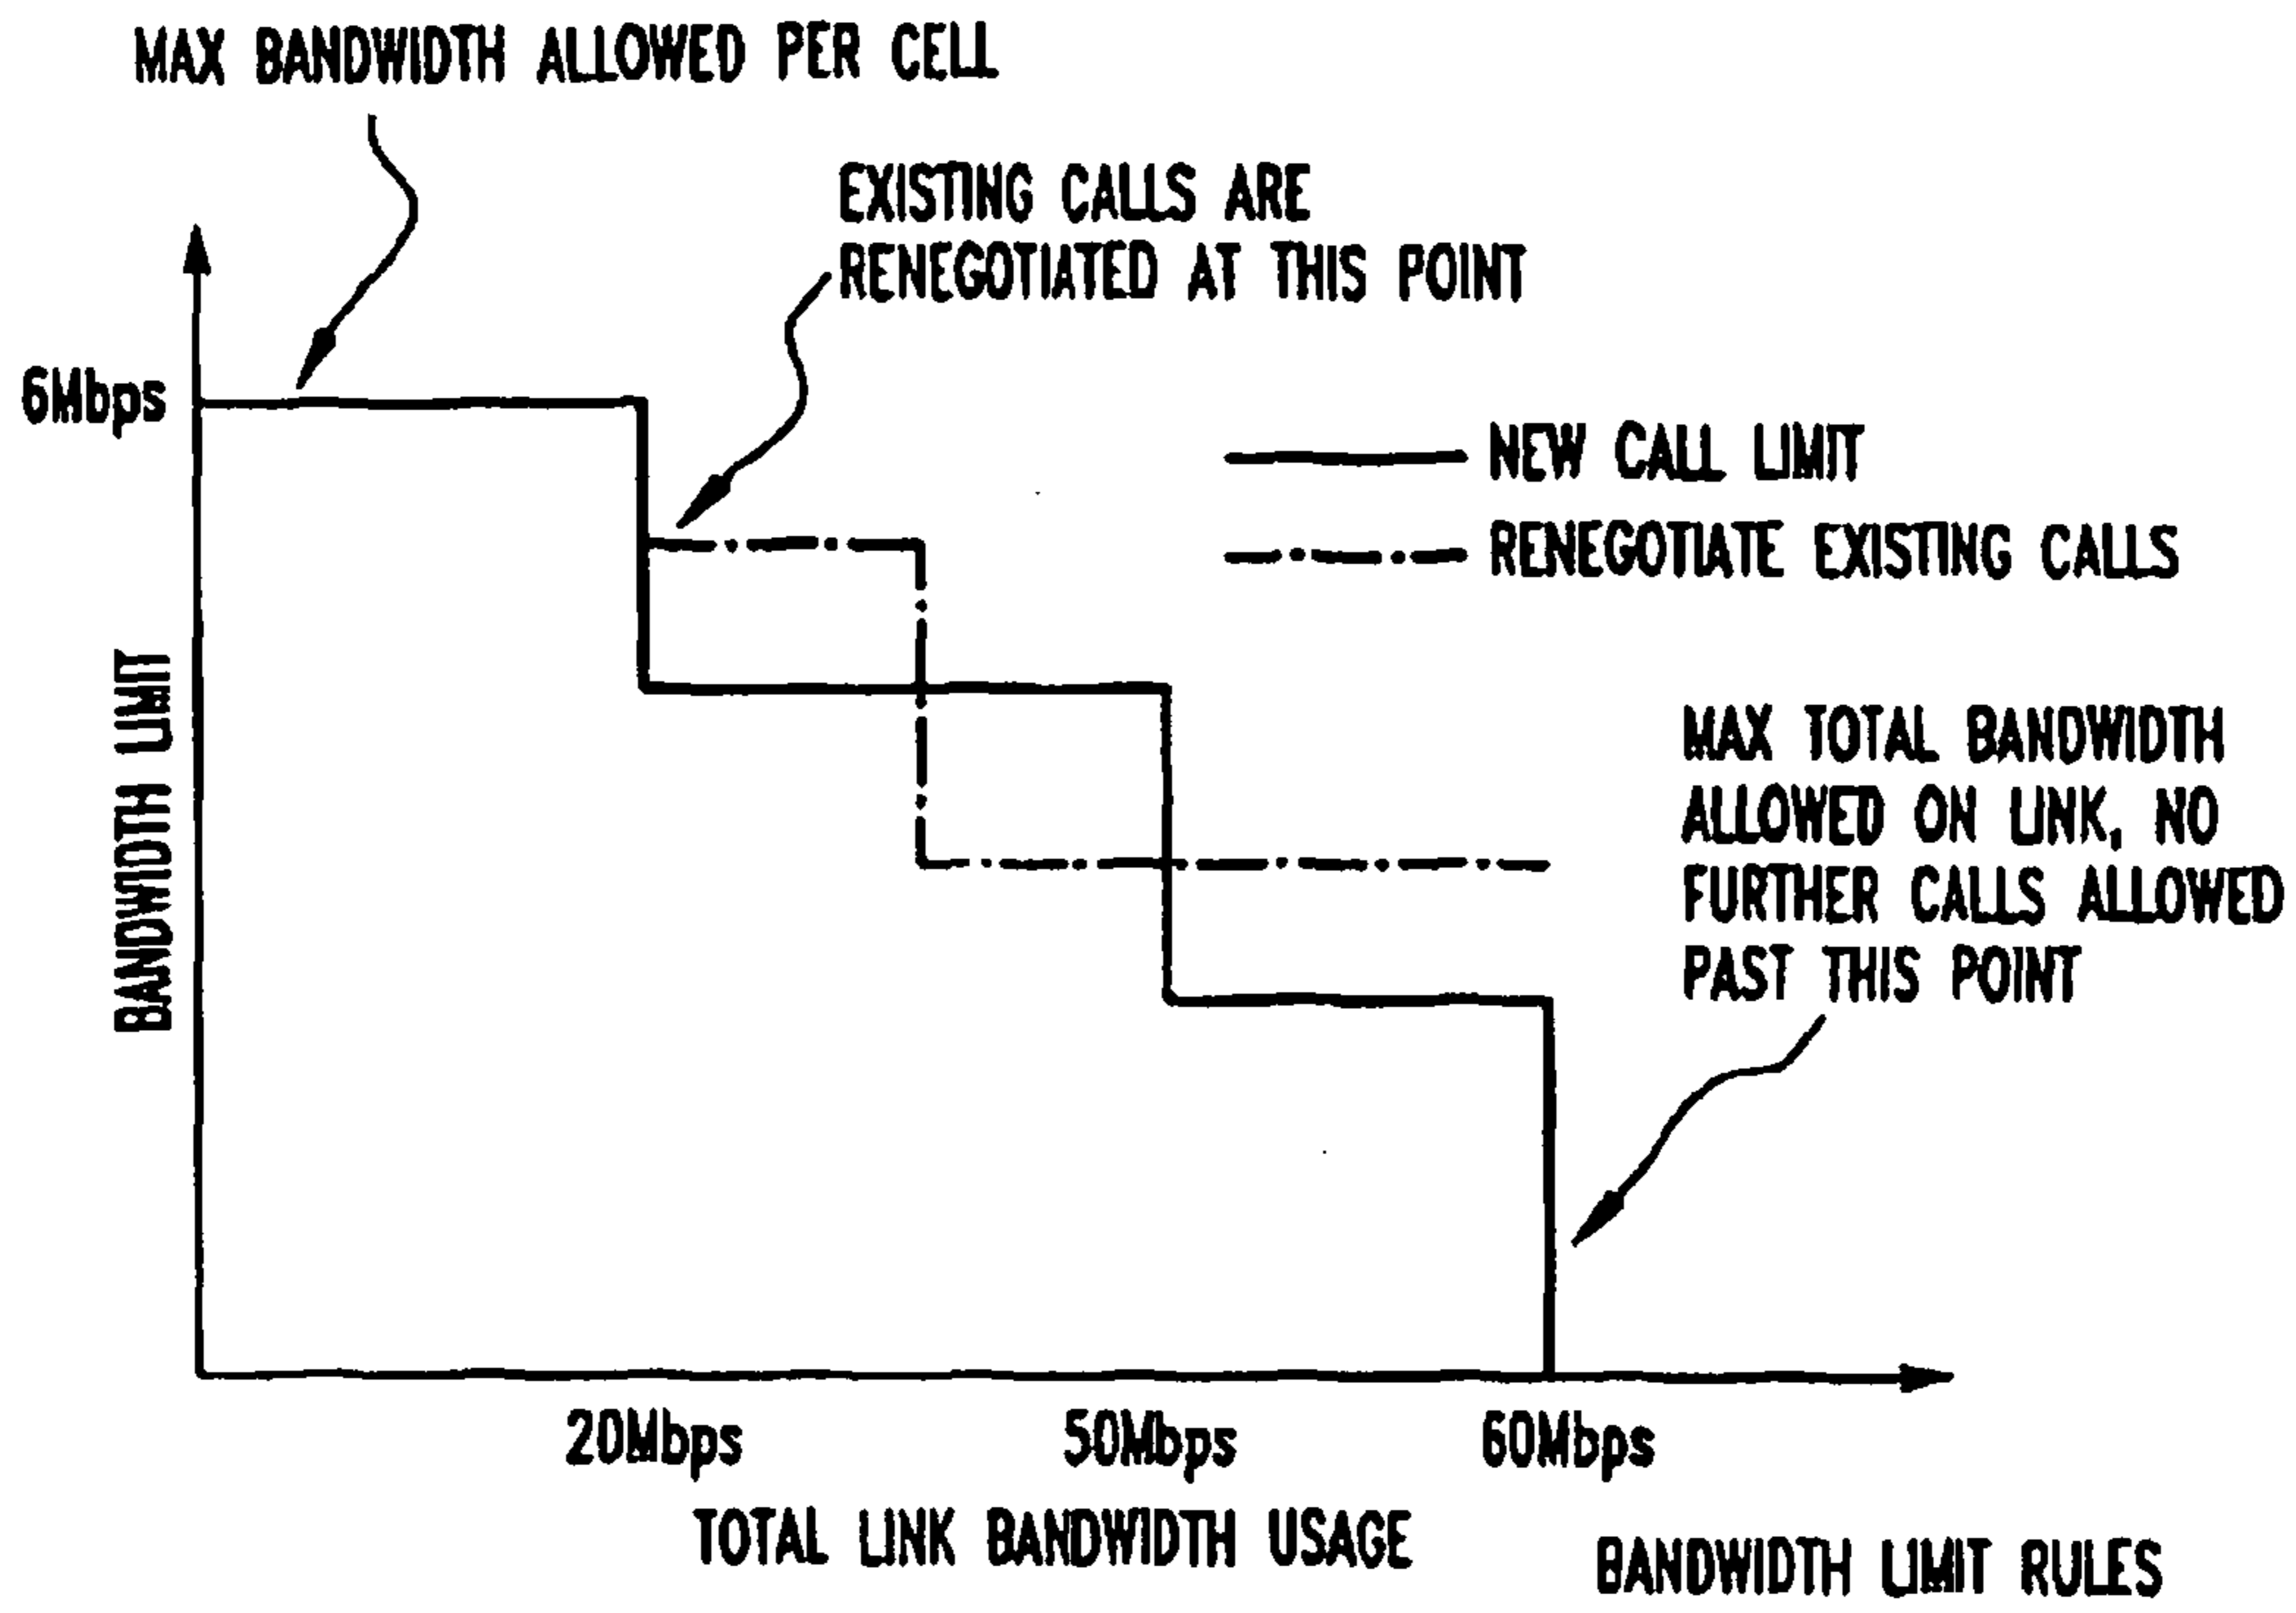 MAX BANDWIDTH ALLOWED PER CELL
EXISTING CALLS ARE
RENEGOTIATED AT THIS POINT
6Mbps
NEW CALL LIMIT
RENEGOTIATE EXISTING CALLS
BANDWIDTH LIMIT
MAX TOTAL BANDWIDTH
ALLOWED ON LINK, NO
FURTHER CALLS ALLOWED
PAST THIS POINT
20Mbps
50Mbps
60Mbps
TOTAL LINK BANDWIDTH USAGE
BANDWIDTH LIMIT RULES